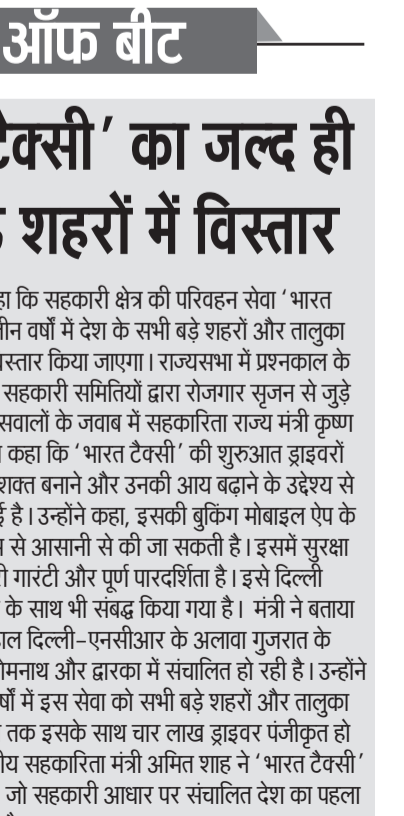 ऑफ बीट
टैक्सी’ का जल्द ही
शहरों में विस्तार
कि सहकारी क्षेत्र की परिवहन सेवा ‘भारत
वर्षों में देश के सभी बड़े शहरों और तालुका
किया जाएगा। राज्यसभा में प्रश्नकाल के
सहकारी समितियों द्वारा रोजगार सृजन से जुड़े
सवालों के जवाब में सहकारिता राज्य मंत्री कृष्ण
कहा कि ‘भारत टैक्सी’ की शुरुआत ड्राइवरों
बनाने और उनकी आय बढ़ाने के उद्देश्य से
है। उन्होंने कहा, इसकी बुकिंग मोबाइल ऐप के
से आसानी से की जा सकती है। इसमें सुरक्षा
गारंटी और पूर्ण पारदर्शिता है। इसे दिल्ली
के साथ भी संबद्ध किया गया है। मंत्री ने बताया
दिल्ली-एनसीआर के अलावा गुजरात के
और द्वारका में संचालित हो रही है। उन्होंने
में इस सेवा को सभी बड़े शहरों और तालुका
तक इसके साथ चार लाख ड्राइवर पंजीकृत हो
सहकारिता मंत्री अमित शाह ने ‘भारत टैक्सी’
जो सहकारी आधार पर संचालित देश का पहला